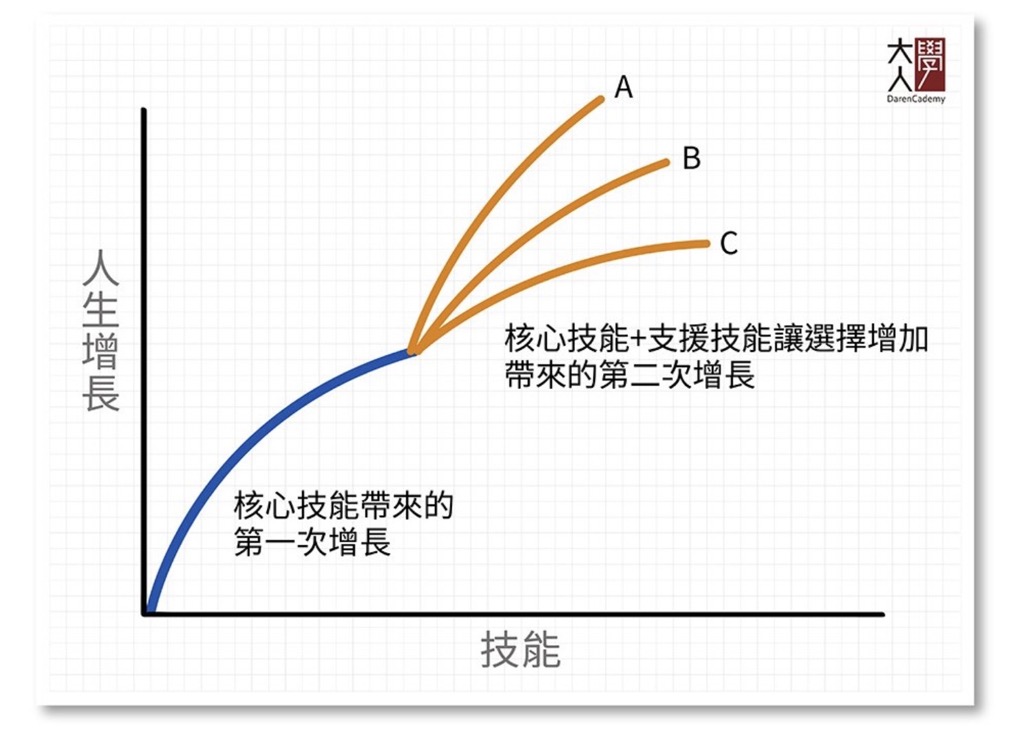 大人學
DarenCademy
A
B
C
人生增長
核心技能+支援技能讓選擇增加
帶來的第二次增長
核心技能帶來的
第一次增長
技能